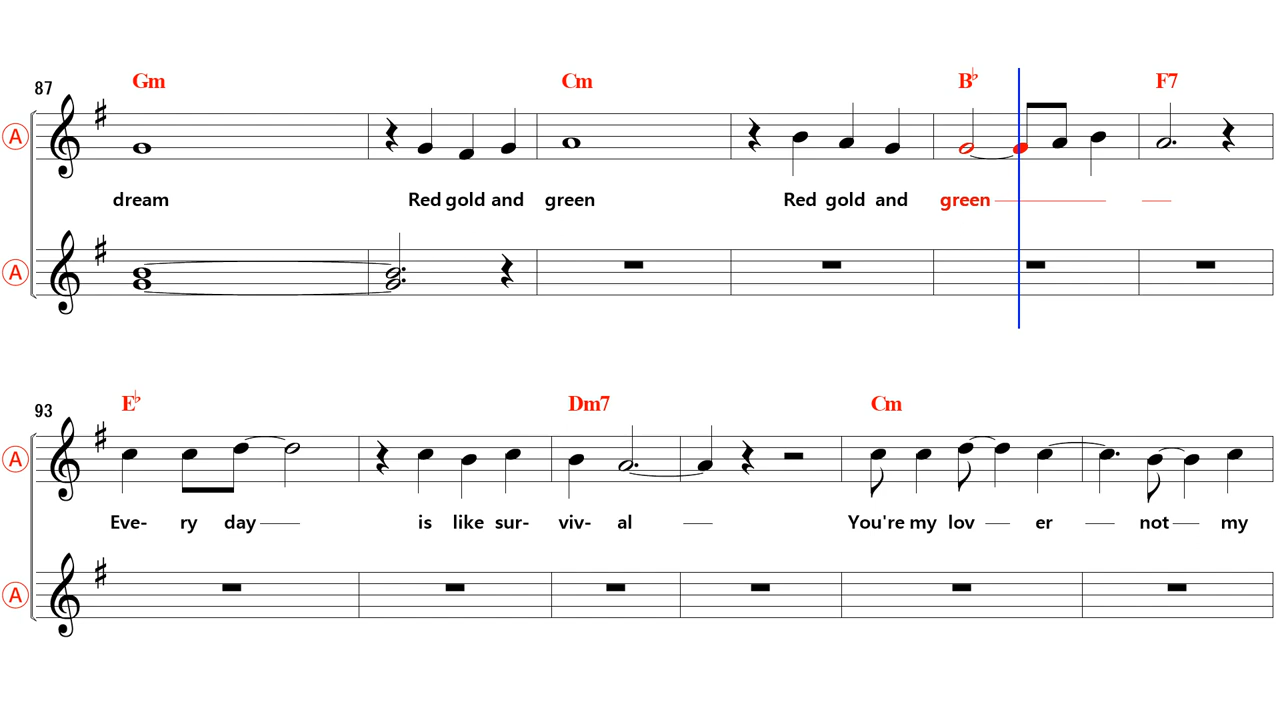 87 Gm Cm B♭ F7
A
dream Red gold and green Red gold and green
A
93 E♭ Dm7 Cm
A
Eve- ry day is like sur- viv- al You're my lov er not my
A